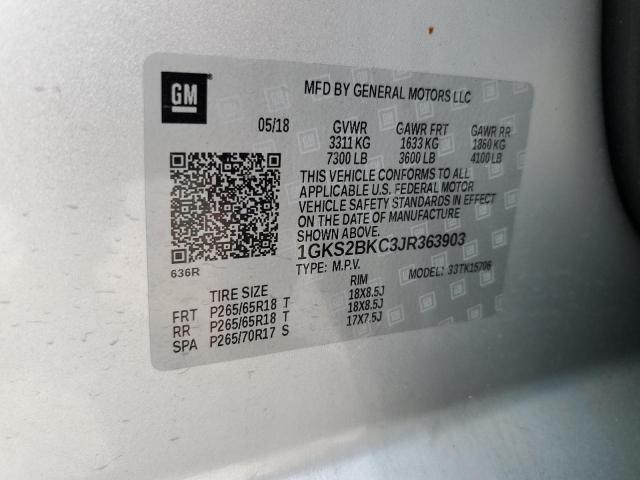 GM
MFD BY GENERAL MOTORS LLC
05/18 GVWR GAWR FRT GAWR RR
3311 KG 1633 KG 1860 KG
7300 LB 3600 LB 4100 LB
THIS VEHICLE CONFORMS TO ALL
APPLICABLE U.S. FEDERAL MOTOR
VEHICLE SAFETY STANDARDS IN EFFECT
ON THE DATE OF MANUFACTURE
SHOWN ABOVE.
1GKS2BKC3JR363903
636R
TYPE: M.P.V. MODEL: 33TK15706
TIRE SIZE RIM
FRT P265/65R18 T 18X8.5J
RR P265/65R18 T 18X8.5J
SPA P265/70R17 S 17X7.5J